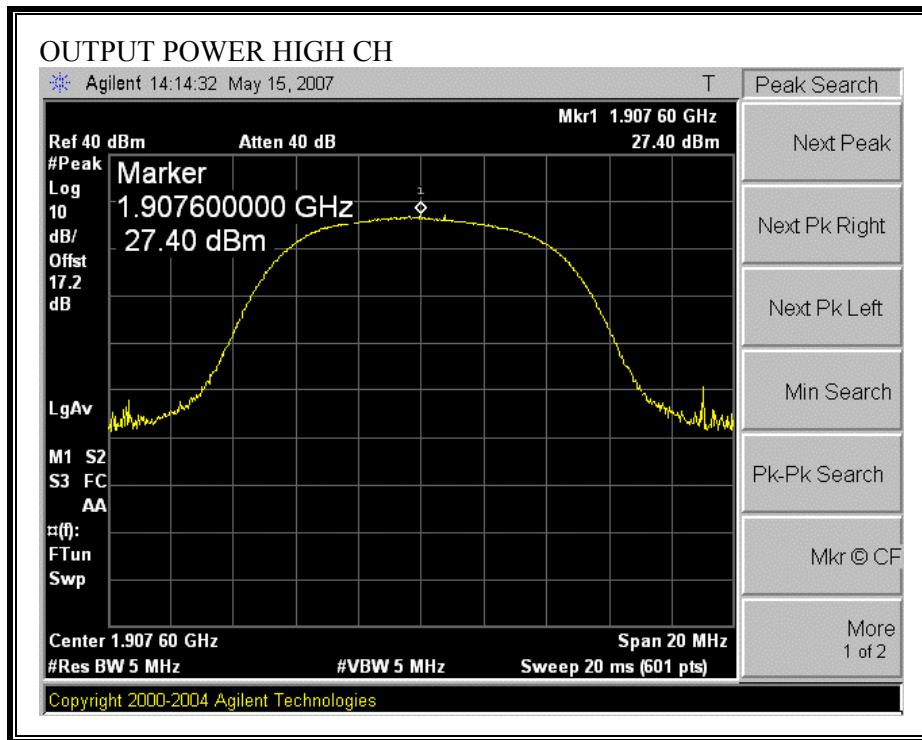 OUTPUT POWER HIGH CH
Agilent 14:14:32 May 15, 2007 T
Peak Search
Mkr1 1.907 60 GHz
Ref 40 dBm Atten 40 dB 27.40 dBm
#Peak
Log
10
dB/
Offst
17.2
dB
Marker
1.907600000 GHz
27.40 dBm
1
LgAv
M1 S2
S3 FC
AA
¤(f):
FTun
Swp
Center 1.907 60 GHz Span 20 MHz
#Res BW 5 MHz #VBW 5 MHz Sweep 20 ms (601 pts)
Copyright 2000-2004 Agilent Technologies
Next Peak
Next Pk Right
Next Pk Left
Min Search
Pk-Pk Search
Mkr © CF
More
1 of 2